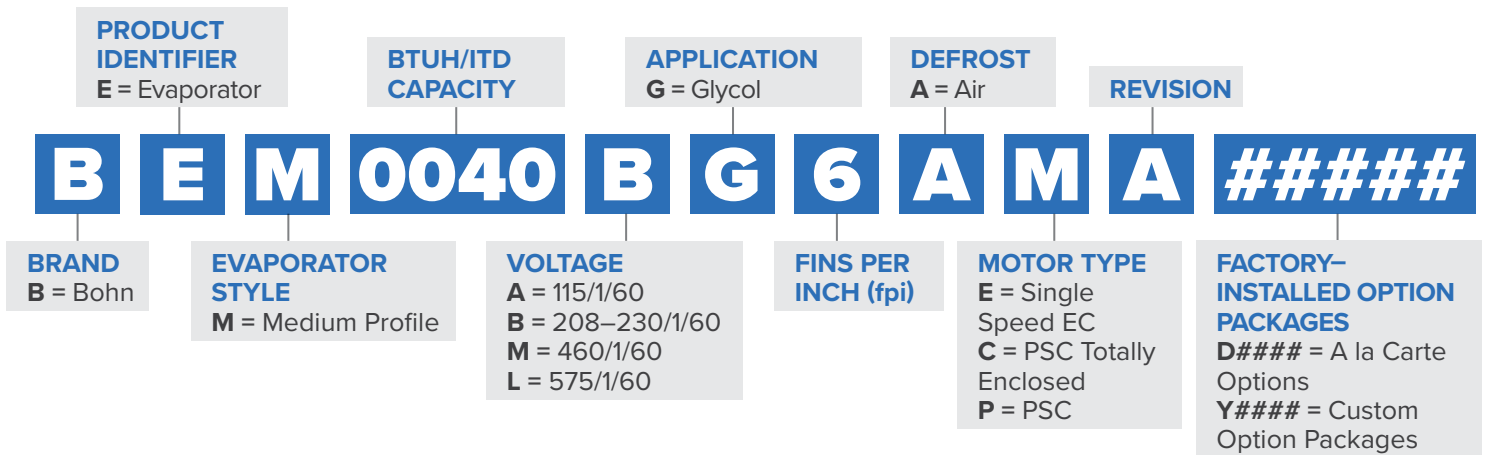 PRODUCT
IDENTIFIER
E = Evaporator
BTUH/ITD
CAPACITY
APPLICATION
G = Glycol
DEFROST
A = Air
REVISION
B E M 0040 B G 6 A M A #####
BRAND
B = Bohn
EVAPORATOR
STYLE
M = Medium Profile
VOLTAGE
A = 115/1/60
B = 208–230/1/60
M = 460/1/60
L = 575/1/60
FINS PER
INCH (fpi)
MOTOR TYPE
E = Single
Speed EC
C = PSC Totally
Enclosed
P = PSC
FACTORY–
INSTALLED OPTION
PACKAGES
D#### = A la Carte
Options
Y#### = Custom
Option Packages